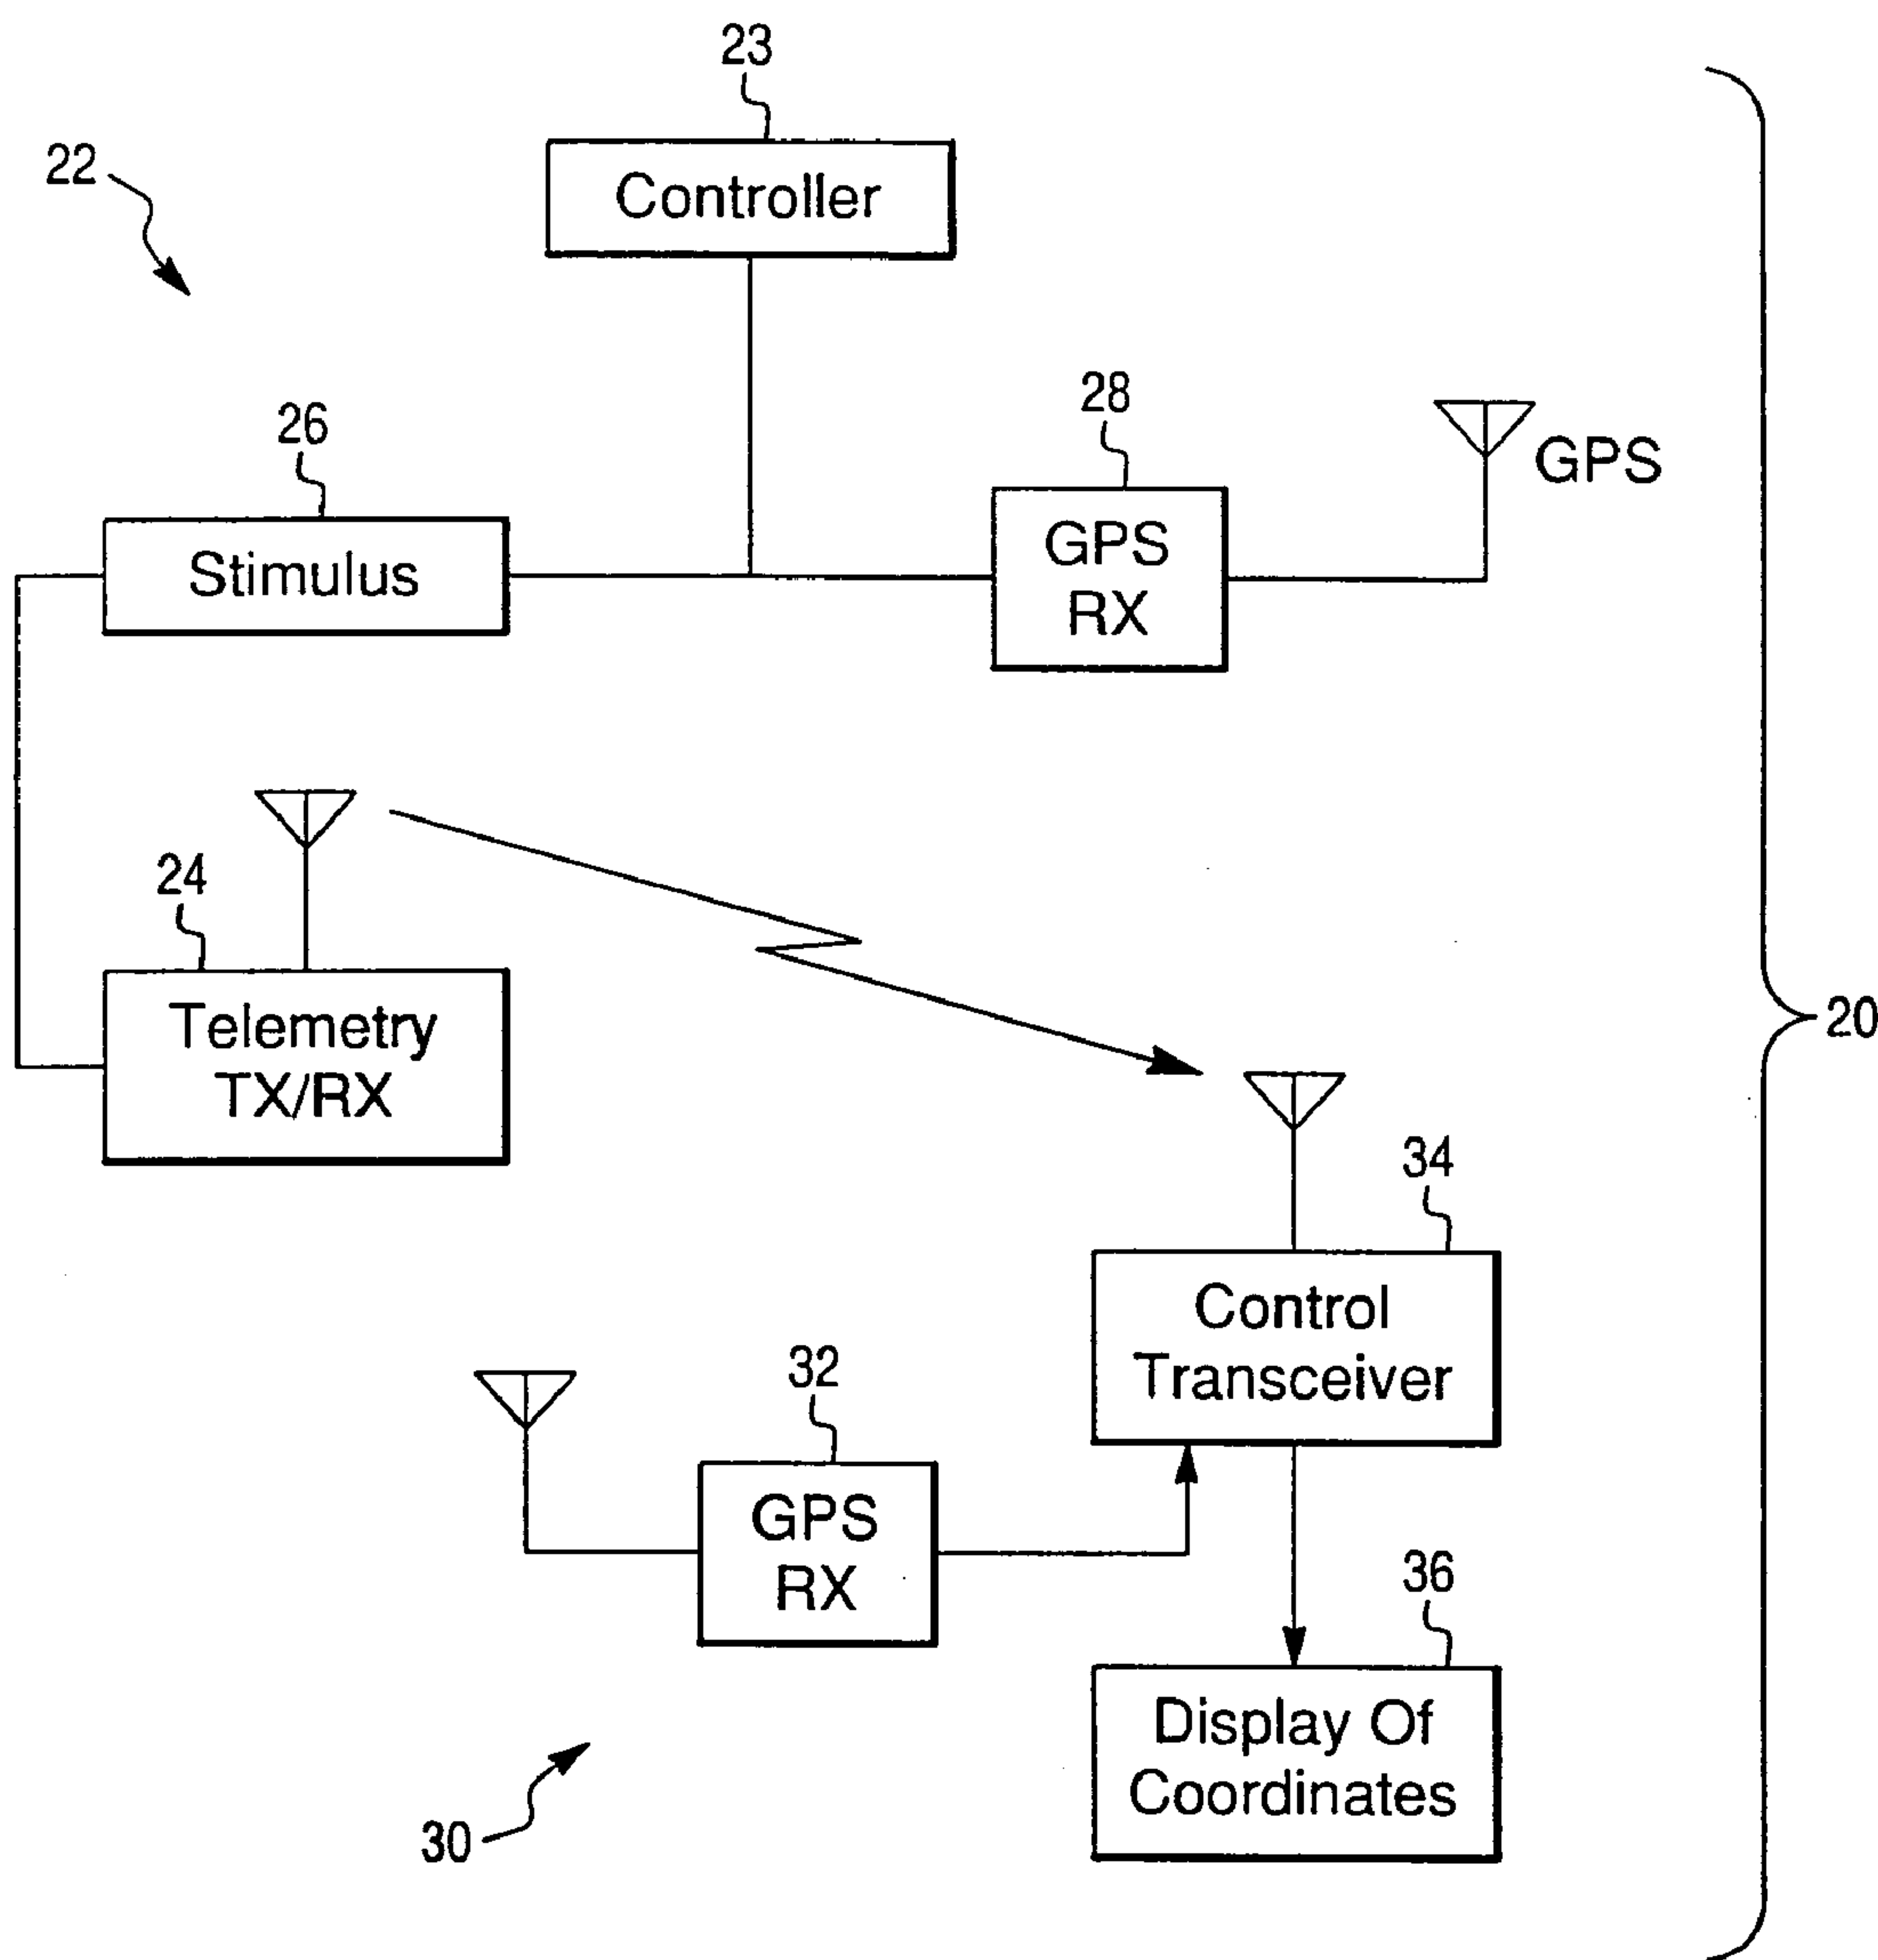 23
Controller
22
26
Stimulus
28
GPS
RX
GPS
24
Telemetry
TX/RX
20
34
Control
Transceiver
32
GPS
RX
36
Display Of
Coordinates
30